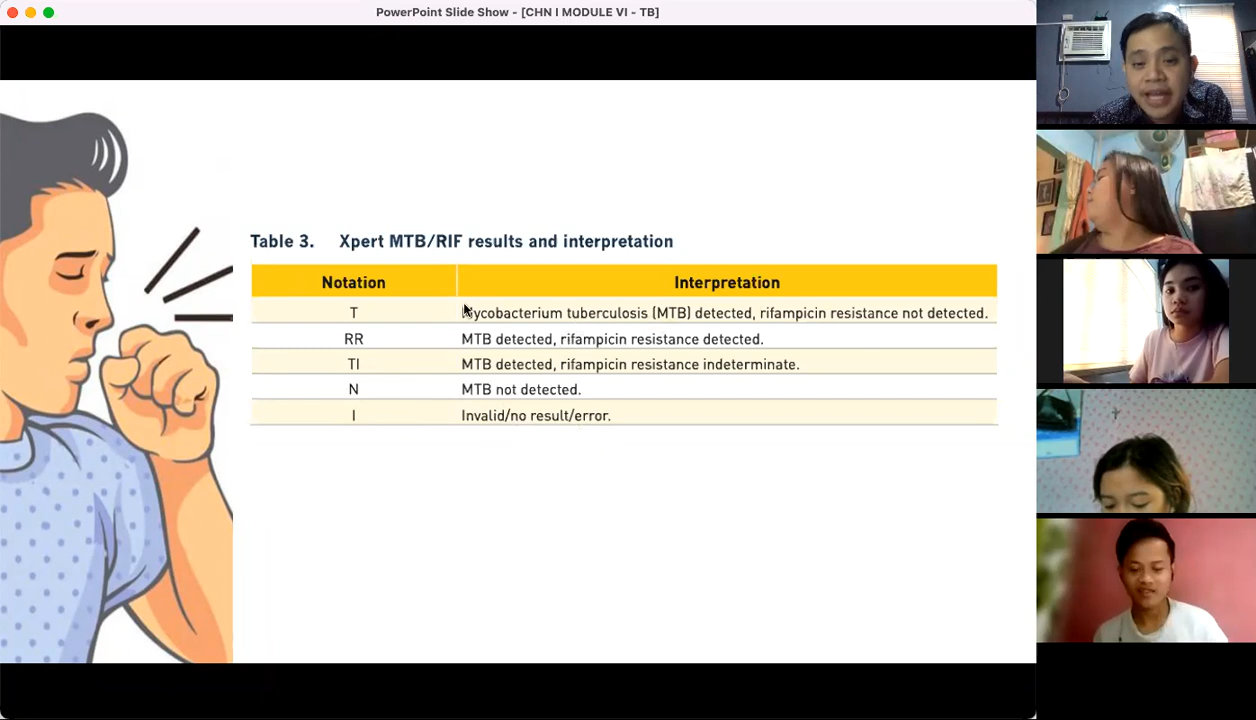 PowerPoint Slide Show - [CHN I MODULE VI - TB]
Table 3. Xpert MTB/RIF results and interpretation
Notation Interpretation
T ycobacterium tuberculosis (MTB) detected, rifampicin resistance not detected.
RR MTB detected, rifampicin resistance detected.
TI MTB detected, rifampicin resistance indeterminate.
N MTB not detected.
I Invalid/no result/error.